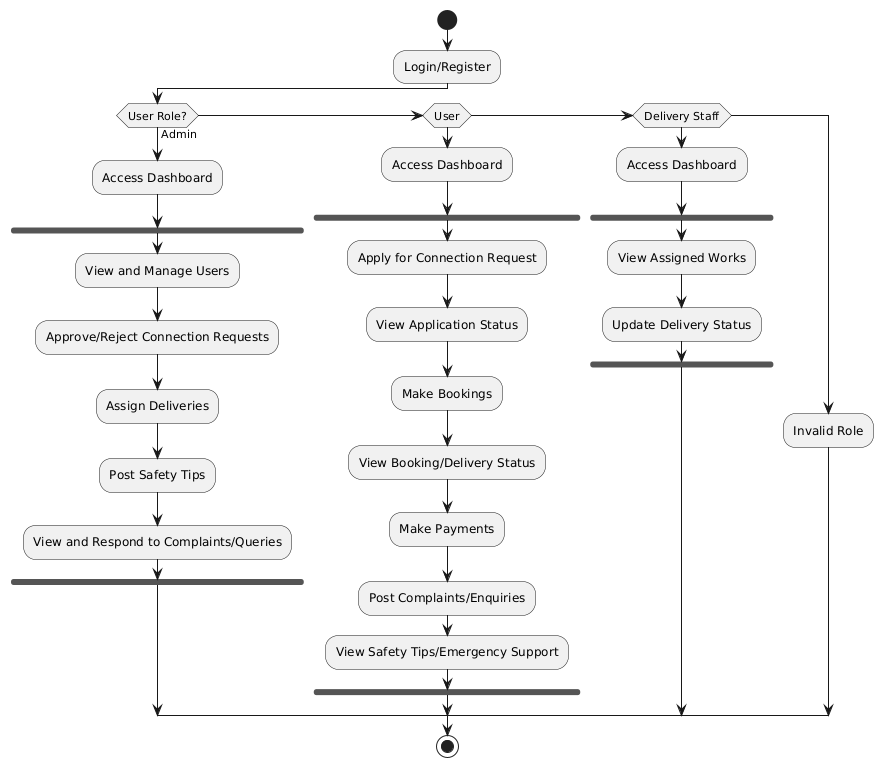 Login/Register
User Role?
Admin
User
Delivery Staff
Access Dashboard
View and Manage Users
Approve/Reject Connection Requests
Assign Deliveries
Post Safety Tips
View and Respond to Complaints/Queries
Access Dashboard
Apply for Connection Request
View Application Status
Make Bookings
View Booking/Delivery Status
Make Payments
Post Complaints/Enquiries
View Safety Tips/Emergency Support
Access Dashboard
View Assigned Works
Update Delivery Status
Invalid Role